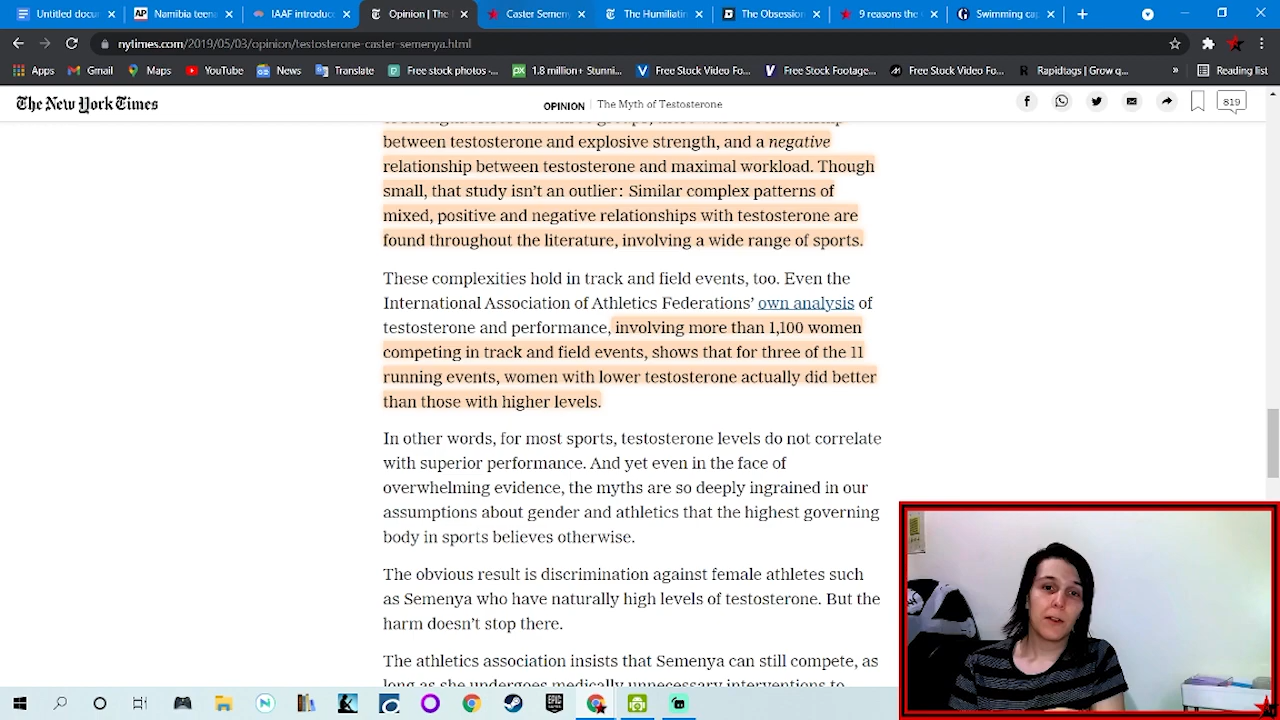 Untitled docum
Namibia teena
IAAF introduc
Opinion | The M
Caster Semeny
The Humiliatin
The Obsession
9 reasons the
Swimming cap
nytimes.com/2019/05/03/opinion/testosterone-caster-semenya.html
Apps
Gmail
Maps
YouTube
News
Translate
Free stock photos -...
1.8 million+ Stunni...
Free Stock Video Fo...
Free Stock Footage...
Free Stock Video Fo...
Rapidtags | Grow q...
»
Reading list
The New York Times
OPINION | The Myth of Testosterone
819
between testosterone and explosive strength, and a negative
relationship between testosterone and maximal workload. Though
small, that study isn't an outlier: Similar complex patterns of
mixed, positive and negative relationships with testosterone are
found throughout the literature, involving a wide range of sports.
These complexities hold in track and field events, too. Even the
International Association of Athletics Federations' own analysis of
testosterone and performance, involving more than 1,100 women
competing in track and field events, shows that for three of the 11
running events, women with lower testosterone actually did better
than those with higher levels.
In other words, for most sports, testosterone levels do not correlate
with superior performance. And yet even in the face of
overwhelming evidence, the myths are so deeply ingrained in our
assumptions about gender and athletics that the highest governing
body in sports believes otherwise.
The obvious result is discrimination against female athletes such
as Semenya who have naturally high levels of testosterone. But the
harm doesn't stop there.
The athletics association insists that Semenya can still compete, as
long as she undergoes medically unnecessary interventions to